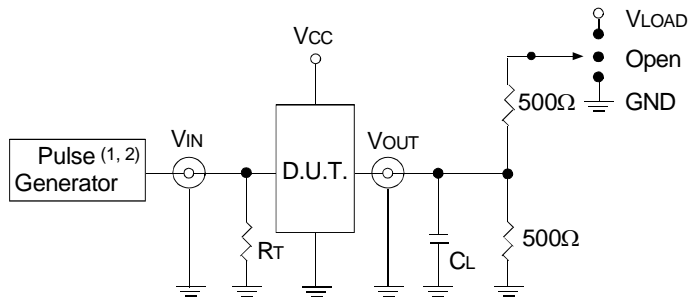 VLOAD
VCC
Open
500Ω
GND
VIN
VOUT
Pulse (1, 2)
Generator
D.U.T.
RT
CL
500Ω